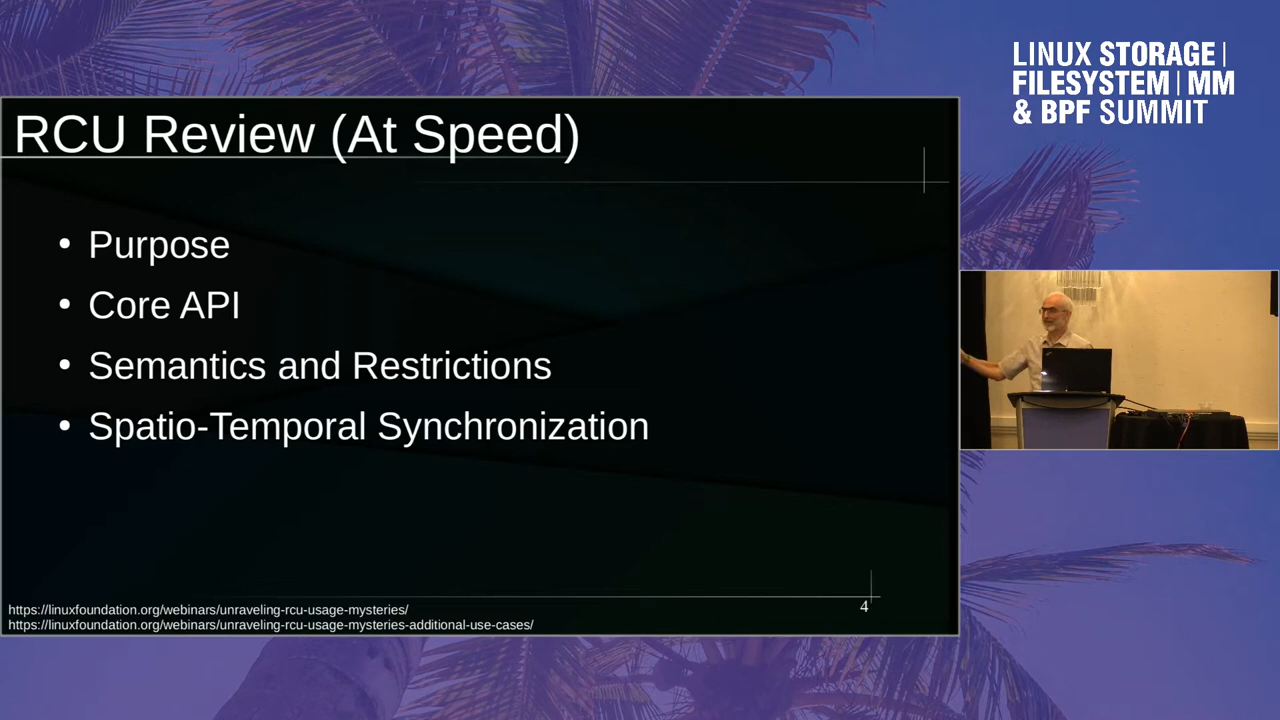 LINUX STORAGE |
FILESYSTEM | MM
& BPF SUMMIT
RCU Review (At Speed)
• Purpose
• Core API
• Semantics and Restrictions
• Spatio-Temporal Synchronization
https://linuxfoundation.org/webinars/unraveling-rcu-usage-mysteries/
https://linuxfoundation.org/webinars/unraveling-rcu-usage-mysteries-additional-use-cases/
4